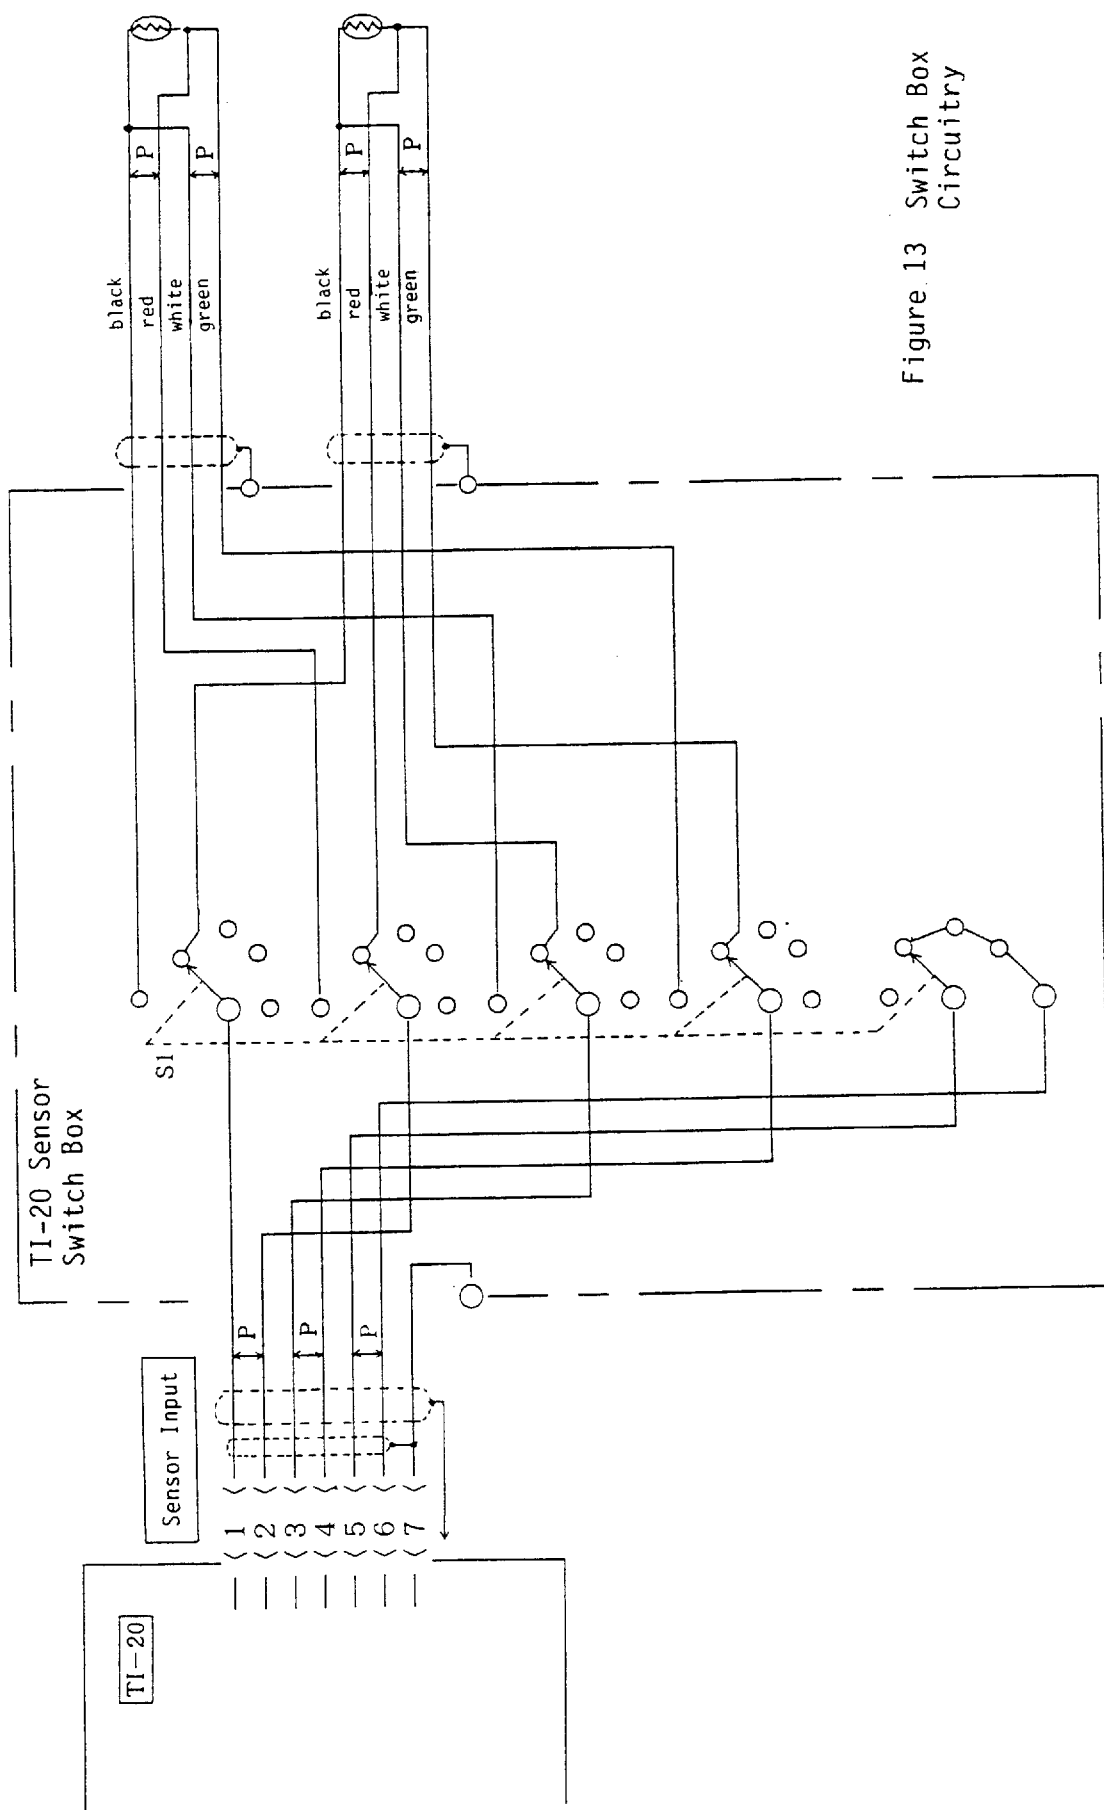 TI-20
Sensor Input
1
2
3
4
5
6
7
P
P
P
TI-20 Sensor
Switch Box
S1
black
red
white
green
P
P
black
red
white
green
P
P
Figure 13 Switch Box
Circuitry